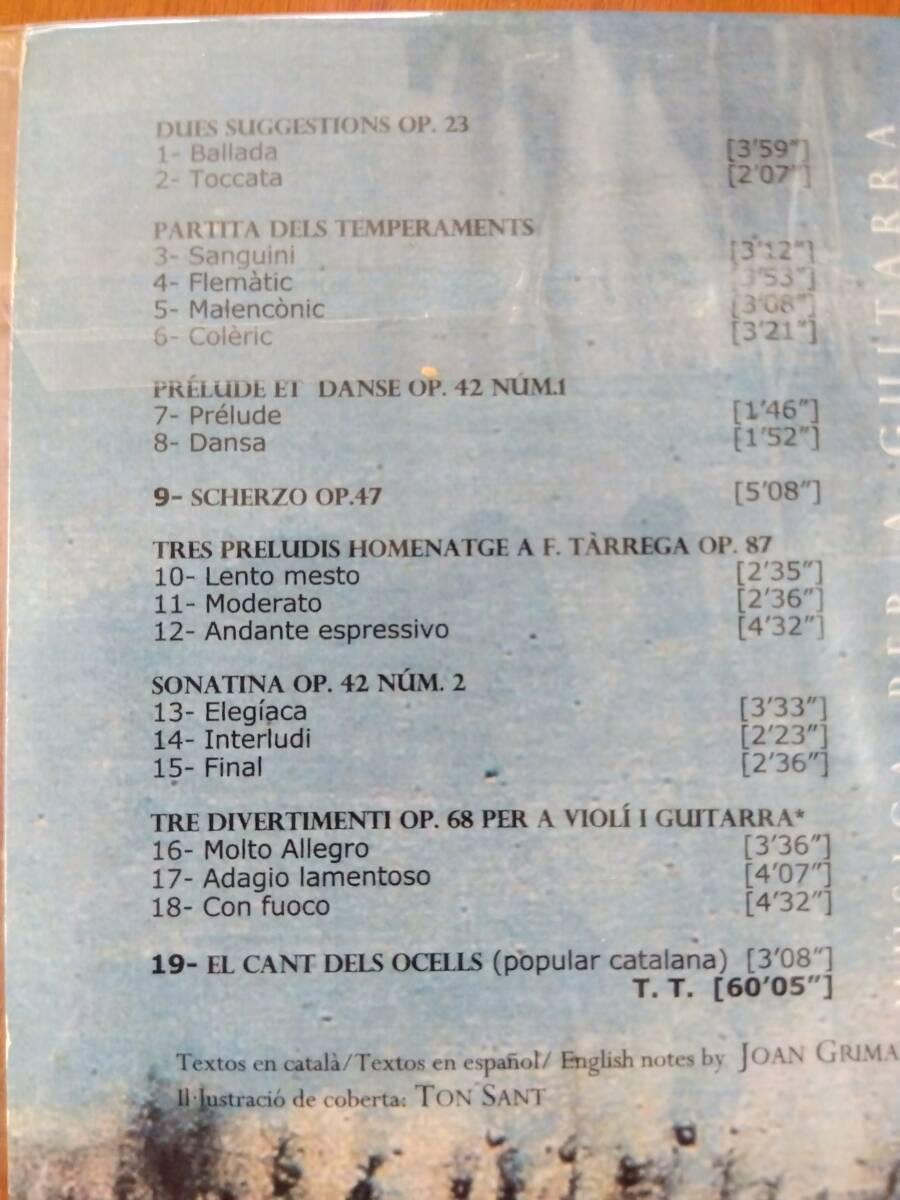 DUES SUGGESTIONS OP. 23
1- Ballada [3'59"]
2- Toccata [2'07"]
PARTITA DELS TEMPERAMENTS
3- Sanguini [3'12"]
4- Flemàtic [3'53"]
5- Malencònic [3'08"]
6- Colèric [3'21"]
PRÉLUDE ET DANSE OP. 42 NÚM.1
7- Prélude [1'46"]
8- Dansa [1'52"]
9- SCHERZO OP.47 [5'08"]
TRES PRELUDIS HOMENATGE A F. TÀRREGA OP. 87
10- Lento mesto [2'35"]
11- Moderato [2'36"]
12- Andante espressivo [4'32"]
SONATINA OP. 42 NÚM. 2
13- Elegíaca [3'33"]
14- Interludi [2'23"]
15- Final [2'36"]
TRE DIVERTIMENTI OP. 68 PER A VIOLÍ I GUITARRA*
16- Molto Allegro [3'36"]
17- Adagio lamentoso [4'07"]
18- Con fuoco [4'32"]
19- EL CANT DELS OCELLS (popular catalana) [3'08"]
T. T. [60'05"]
Textos en català/Textos en español/ English notes by JOAN GRIMA
Il·lustració de coberta: TON SANT
MÚSICA PER A GUITARRA